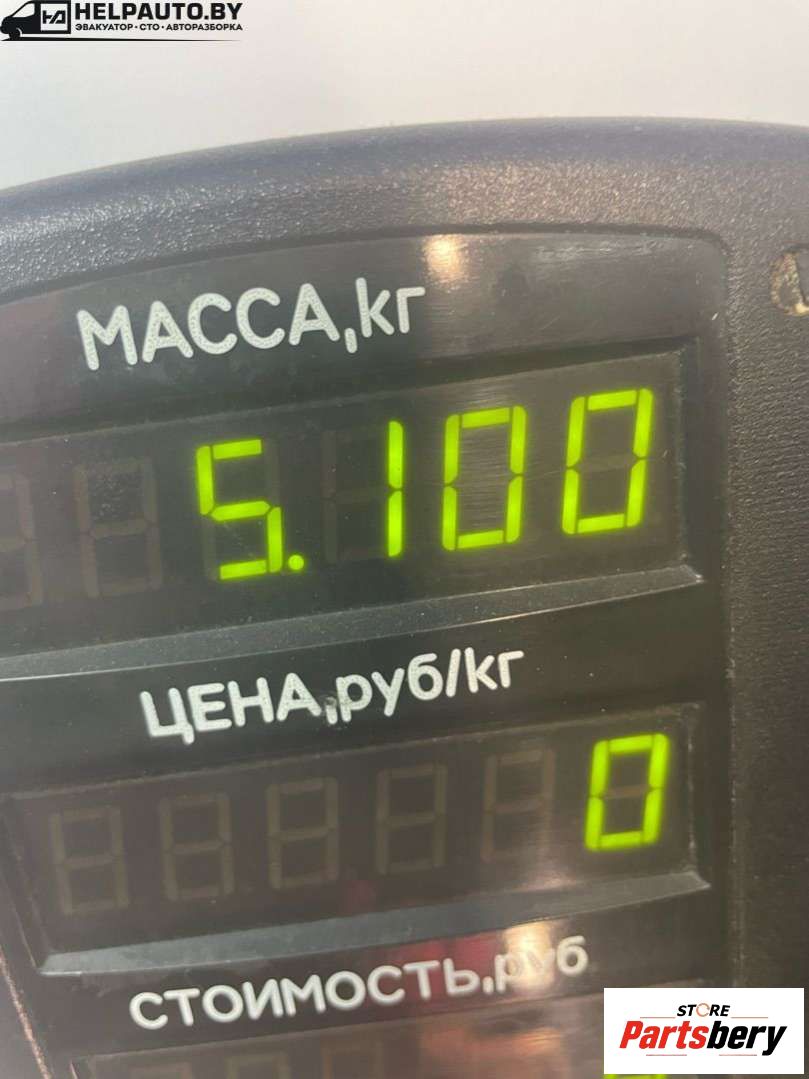 HELPAUTO.BY
ЭВАКУАТОР • СТО • АВТОРАЗБОРКА
МАССА,кг
5.100
ЦЕНА,руб/кг
0
СТОИМОСТЬ,руб
STORE
Partsbery